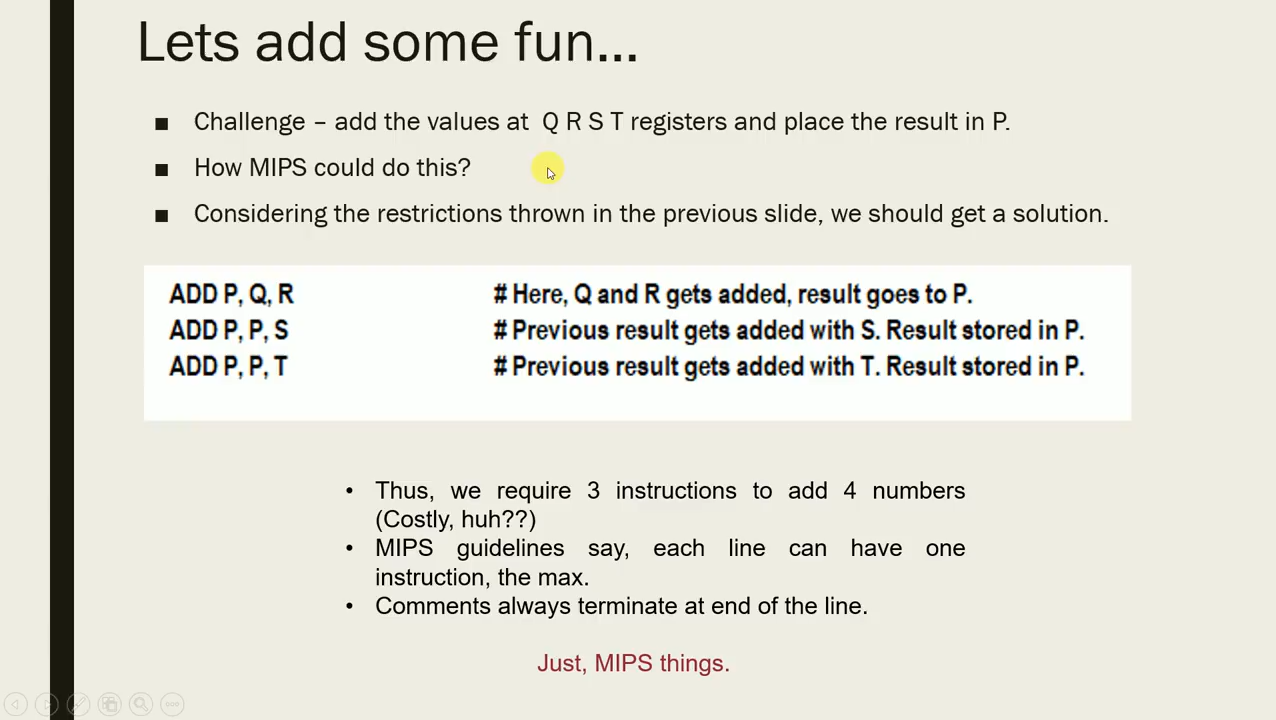 Lets add some fun...
■ Challenge – add the values at Q R S T registers and place the result in P.
■ How MIPS could do this?
■ Considering the restrictions thrown in the previous slide, we should get a solution.
ADD P, Q, R # Here, Q and R gets added, result goes to P.
ADD P, P, S # Previous result gets added with S. Result stored in P.
ADD P, P, T # Previous result gets added with T. Result stored in P.
• Thus, we require 3 instructions to add 4 numbers
(Costly, huh??)
• MIPS guidelines say, each line can have one
instruction, the max.
• Comments always terminate at end of the line.
Just, MIPS things.